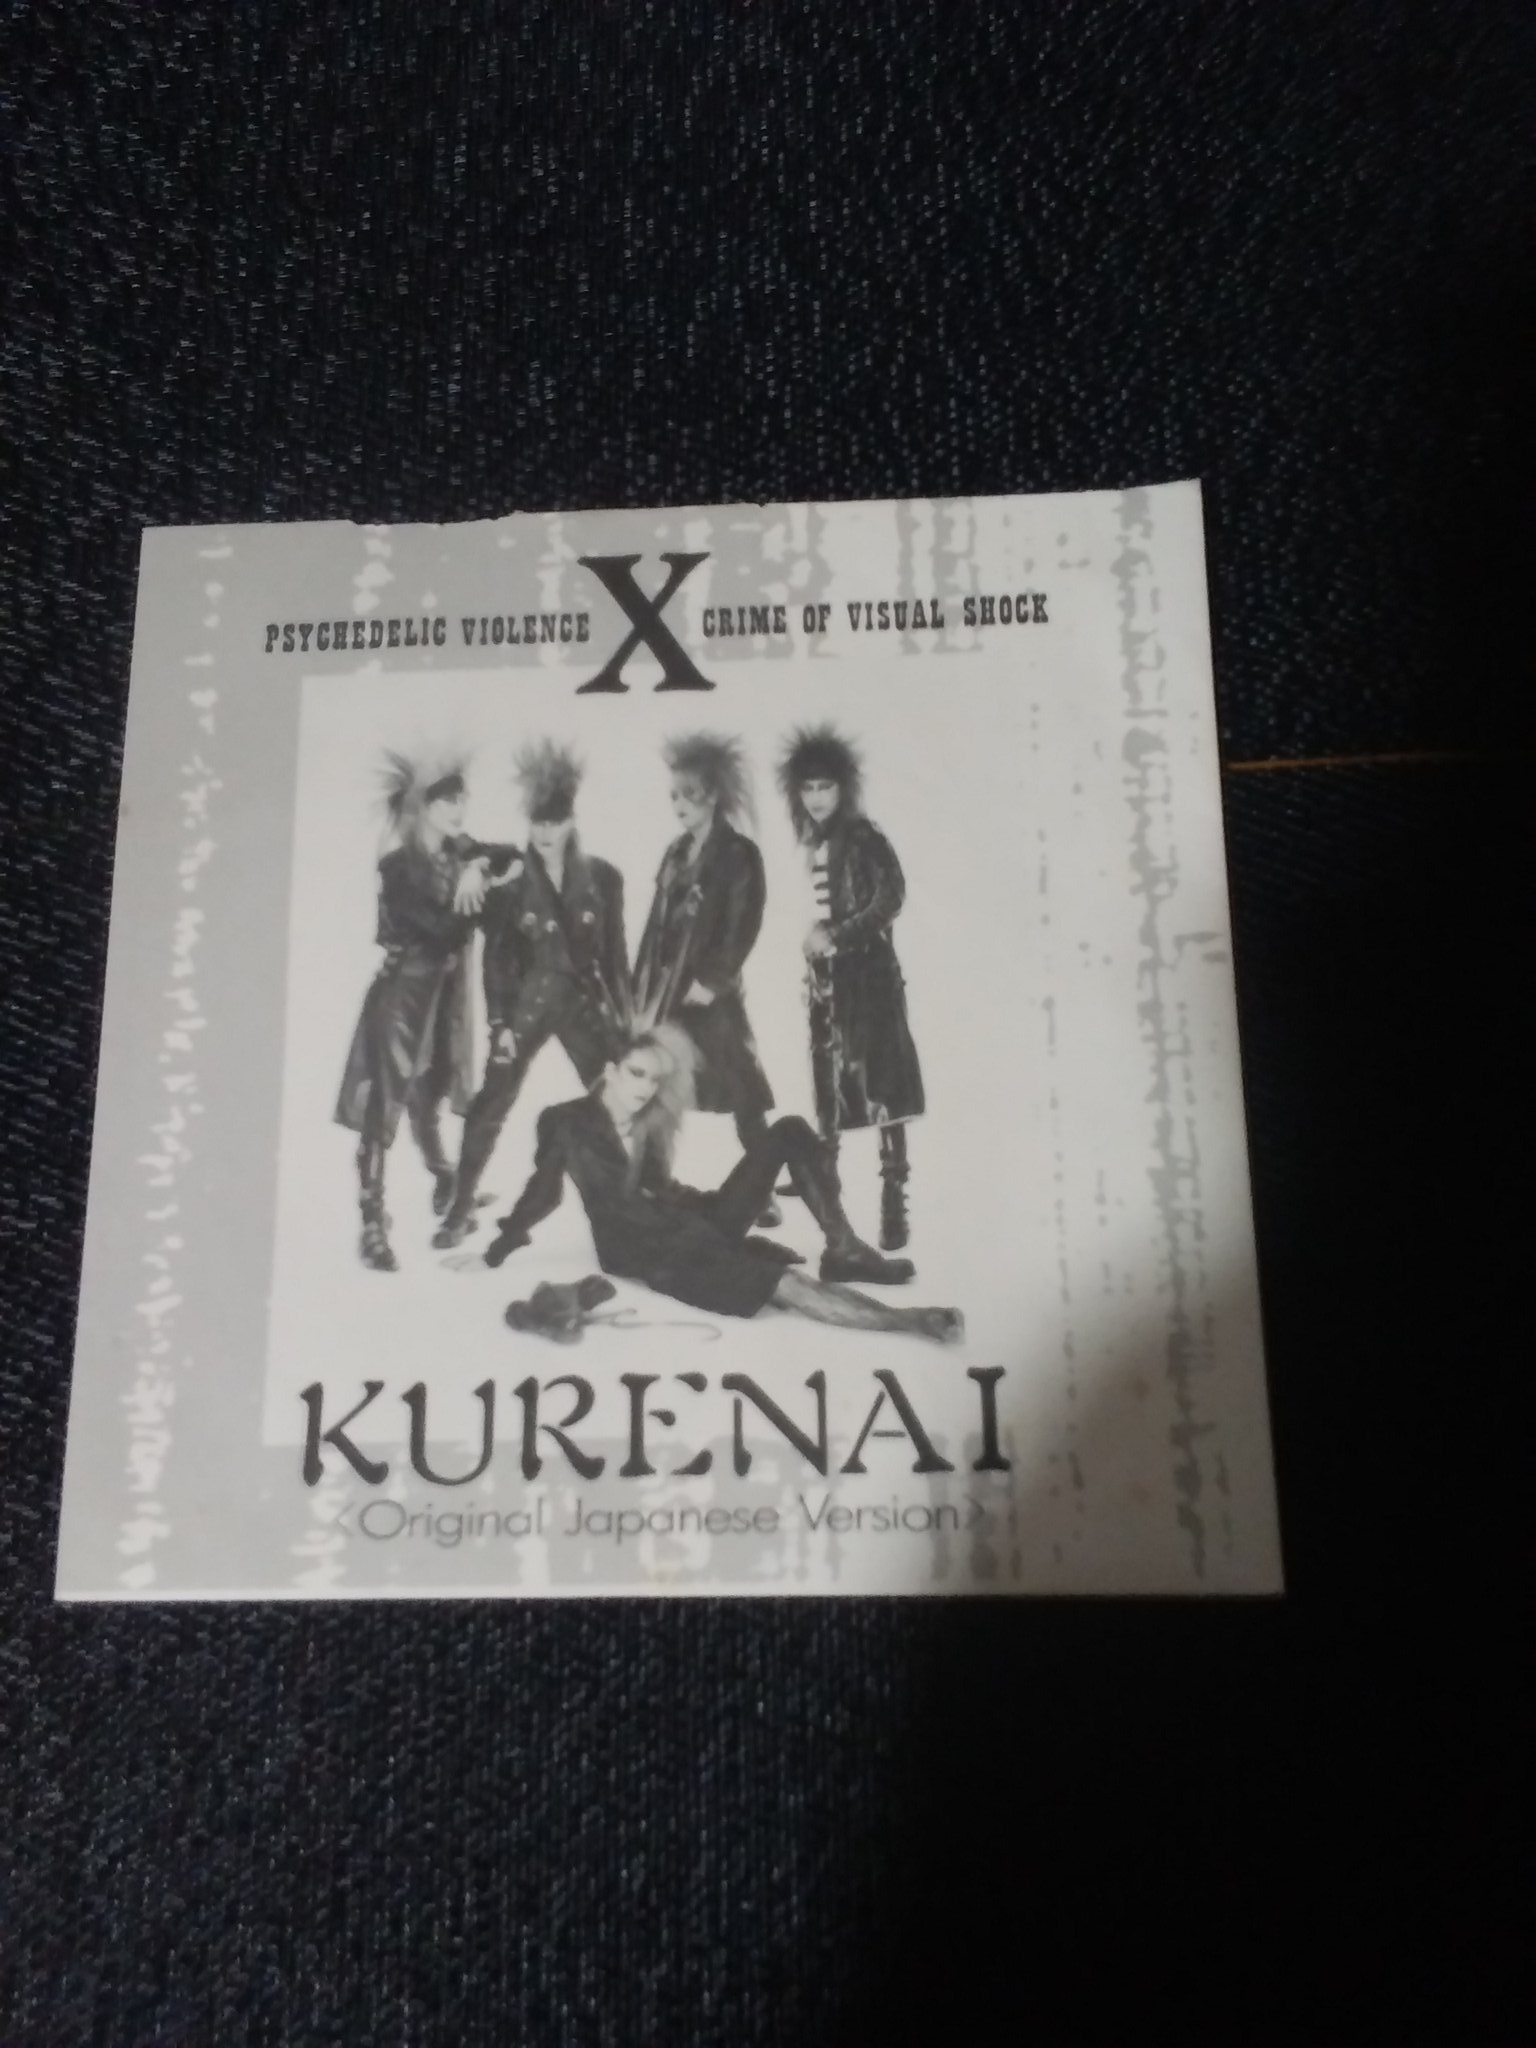 PSYCHEDELIC VIOLENCE X CRIME OF VISUAL SHOCK
KURENAI
<Original Japanese Version>